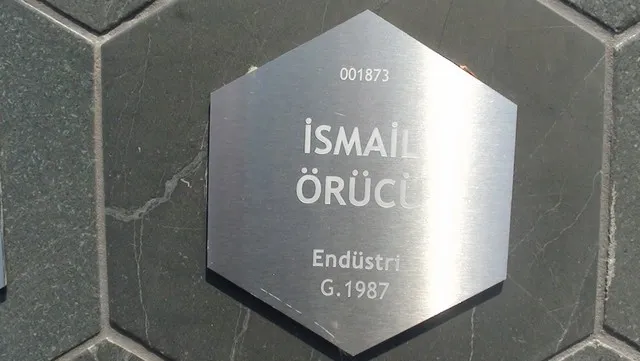 001873
İSMAİL
ÖRÜCÜ
Endüstri
G.1987